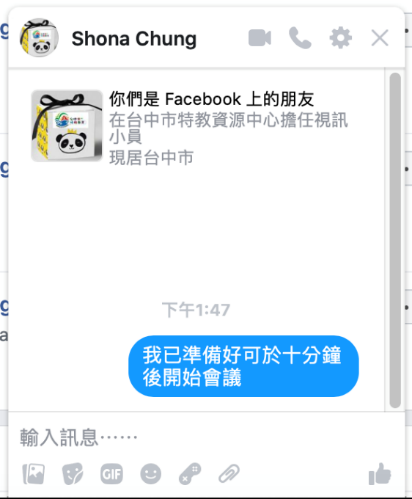 Shona Chung
你們是 Facebook 上的朋友
在台中市特教資源中心擔任視訊
小員
現居台中市
下午1:47
我已準備好可於十分鐘
後開始會議
輸入訊息⋯⋯
GIF